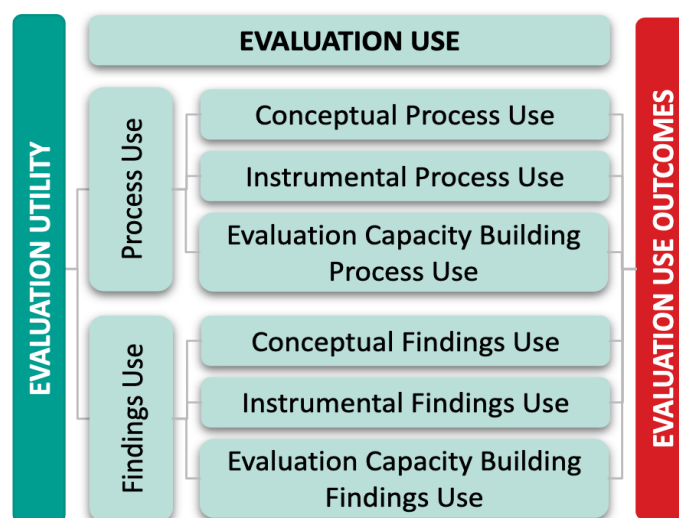 EVALUATION UTILITY
EVALUATION USE
Process Use
Conceptual Process Use
Instrumental Process Use
Evaluation Capacity Building
Process Use
Findings Use
Conceptual Findings Use
Instrumental Findings Use
Evaluation Capacity Building
Findings Use
EVALUATION USE OUTCOMES